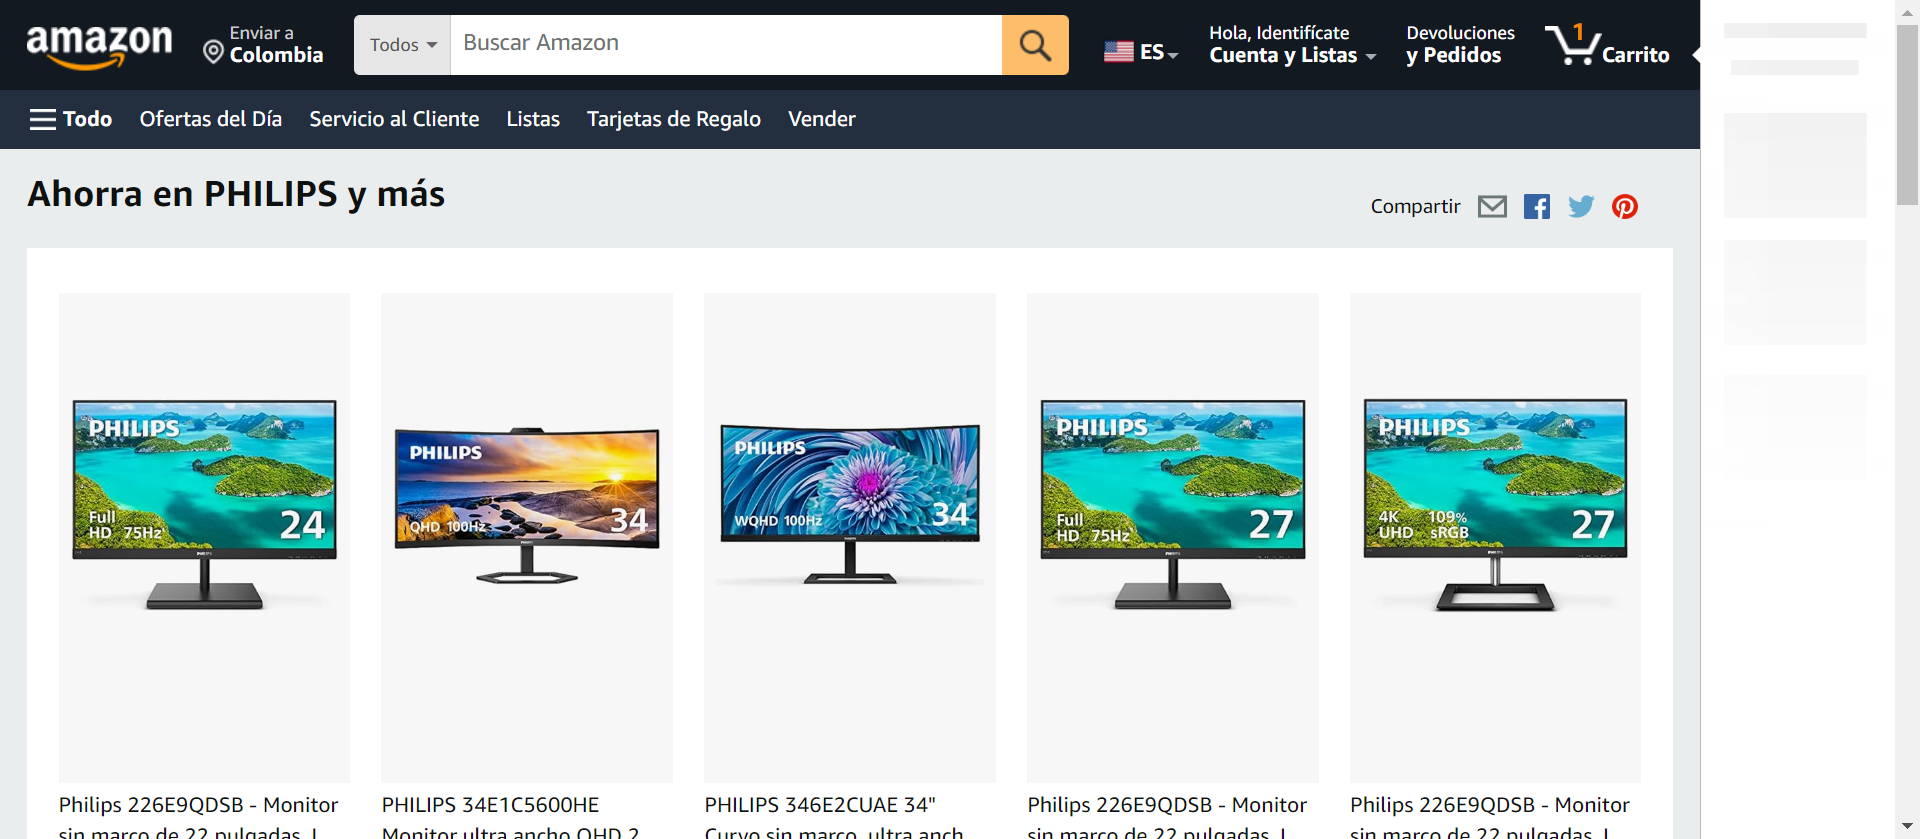 amazon
Enviar a
Colombia
Todos
Buscar Amazon
ES
Hola, Identifícate
Cuenta y Listas
Devoluciones
y Pedidos
1
Carrito
Todo
Ofertas del Día
Servicio al Cliente
Listas
Tarjetas de Regalo
Vender
Ahorra en PHILIPS y más
Compartir
PHILIPS
Full
HD 75Hz
24
PHILIPS
QHD 100Hz
34
PHILIPS
WQHD 100Hz
34
PHILIPS
Full
HD 75Hz
27
PHILIPS
4K
UHD
109%
sRGB
27
Philips 226E9QDSB - Monitor
sin marco de 22 pulgadas, I
PHILIPS 34E1C5600HE
Monitor ultra ancho QHD 2
PHILIPS 346E2CUAE 34"
Curvo sin marco, ultra anch
Philips 226E9QDSB - Monitor
sin marco de 22 pulgadas, I
Philips 226E9QDSB - Monitor
sin marco de 22 pulgadas, I